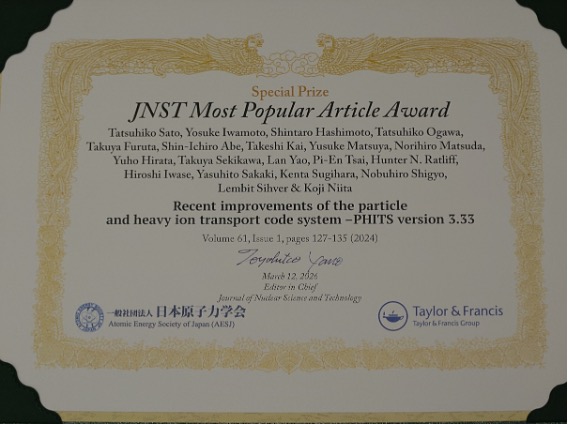 Special Prize
JNST Most Popular Article Award
Tatsuhiko Sato, Yosuke Iwamoto, Shintaro Hashimoto, Tatsuhiko Ogawa,
Takuya Furuta, Shin-Ichiro Abe, Takeshi Kai, Yusuke Matsuya, Norihiro Matsuda,
Yuho Hirata, Takuya Sekikawa, Lan Yao, Pi-En Tsai, Hunter N. Ratliff,
Hiroshi Iwase, Yasuhito Sakaki, Kenta Sugihara, Nobuhiro Shigyo,
Lembit Sihver & Koji Niita
Recent improvements of the particle
and heavy ion transport code system –PHITS version 3.33
Volume 61, Issue 1, pages 127-135 (2024)
March 12, 2026
Editor in Chief
Journal of Nuclear Science and Technology
一般社団法人 日本原子力学会
Atomic Energy Society of Japan (AESJ)
Taylor & Francis
Taylor & Francis Group